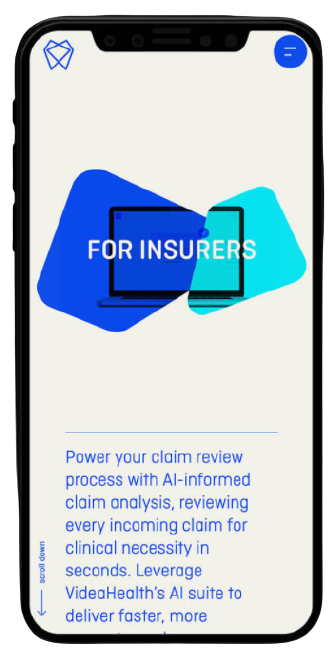 FOR INSURERS
Power your claim review
process with AI-informed
claim analysis, reviewing
every incoming claim for
clinical necessity in
seconds. Leverage
VideaHealth's AI suite to
deliver faster, more
scroll down